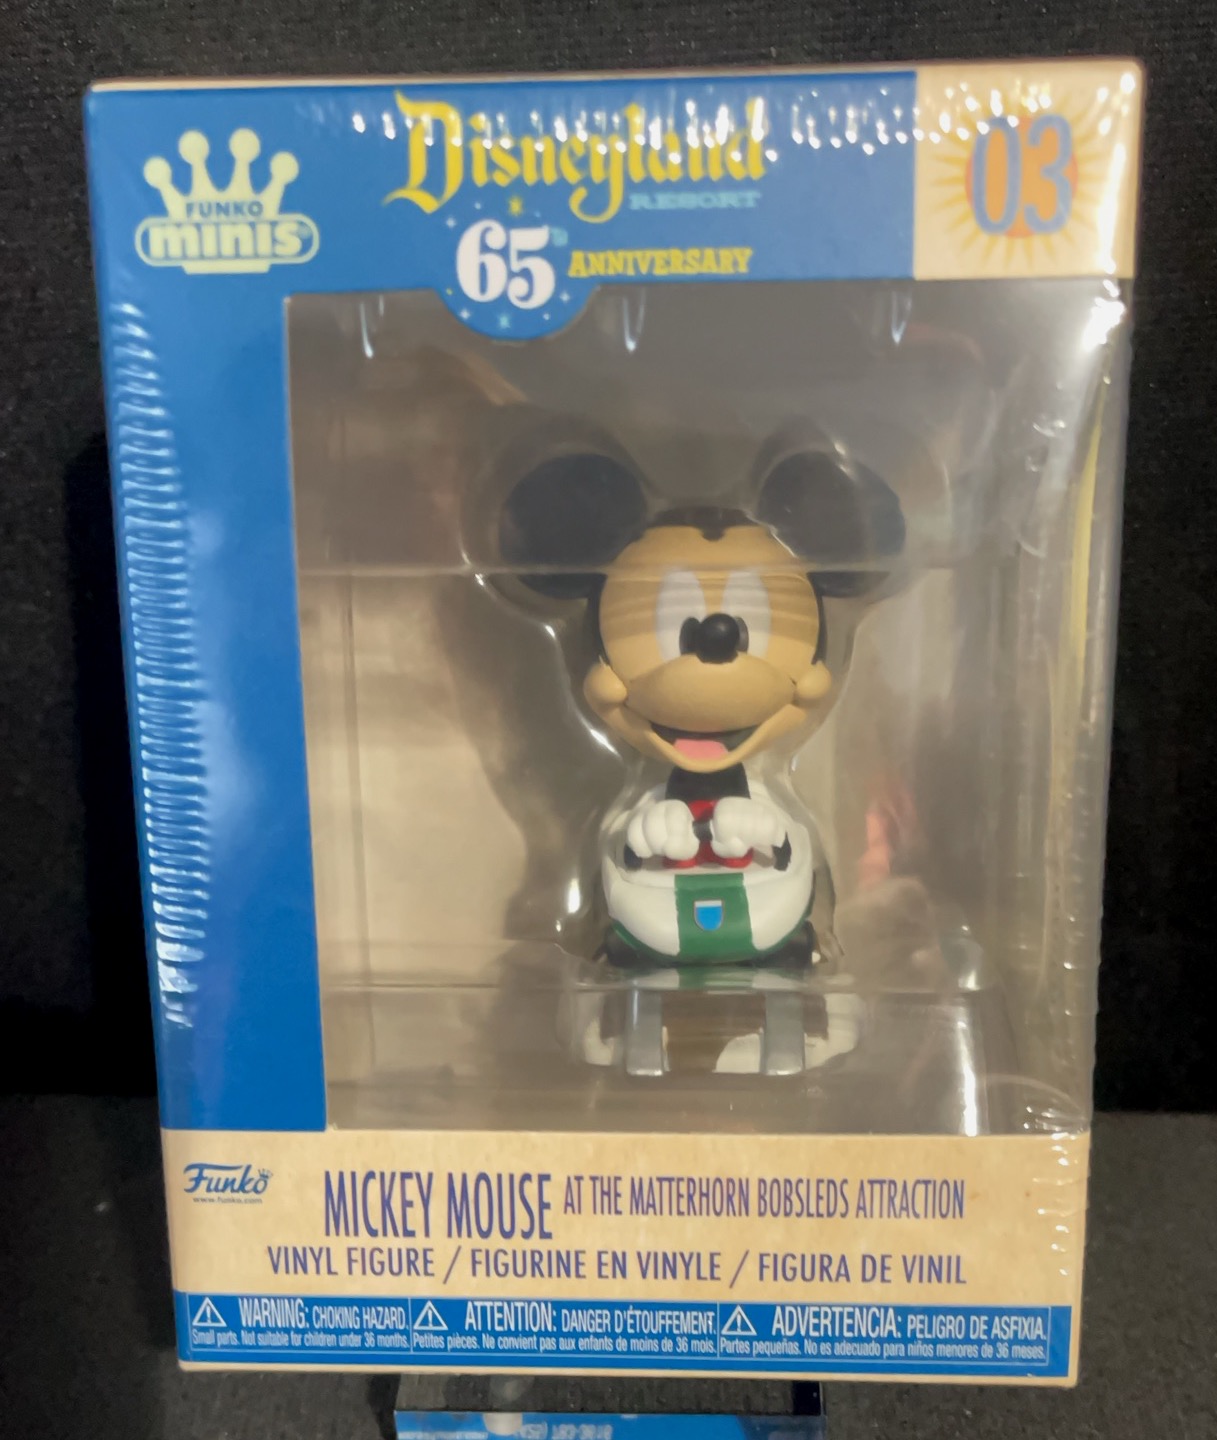 Disneyland
RESORT
FUNKO
minis
65th ANNIVERSARY
03
Funko
www.funko.com
MICKEY MOUSE AT THE MATTERHORN BOBSLEDS ATTRACTION
VINYL FIGURE / FIGURINE EN VINYLE / FIGURA DE VINIL
WARNING: CHOKING HAZARD.
Small parts. Not suitable for children under 36 months.
ATTENTION: DANGER D'ÉTOUFFEMENT.
Petites pièces. Ne convient pas aux enfants de moins de 36 mois.
ADVERTENCIA: PELIGRO DE ASFIXIA.
Partes pequeñas. No es adecuado para niños menores de 36 meses.